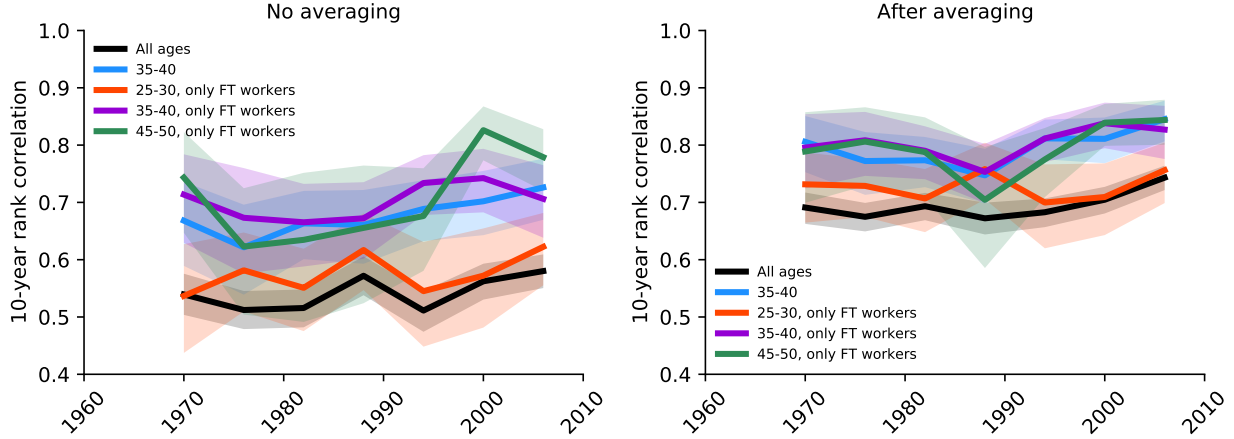 No averaging
10-year rank correlation
1.0
0.9
0.8
0.7
0.6
0.5
0.4
All ages
35-40
25-30, only FT workers
35-40, only FT workers
45-50, only FT workers
1960
1970
1980
1990
2000
2010
After averaging
10-year rank correlation
1.0
0.9
0.8
0.7
0.6
0.5
0.4
All ages
35-40
25-30, only FT workers
35-40, only FT workers
45-50, only FT workers
1960
1970
1980
1990
2000
2010